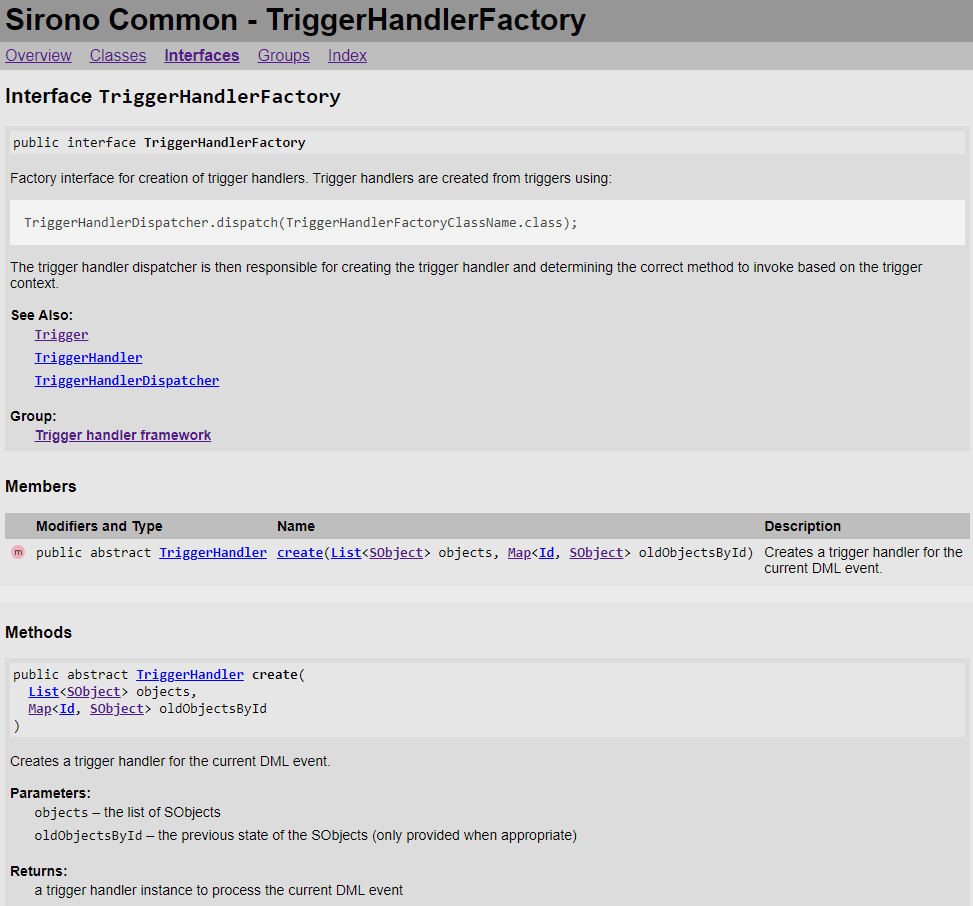 Sirono Common - TriggerHandlerFactory
Overview Classes Interfaces Groups Index
Interface TriggerHandlerFactory
public interface TriggerHandlerFactory
Factory interface for creation of trigger handlers. Trigger handlers are created from triggers using:
TriggerHandlerDispatcher.dispatch(TriggerHandlerFactoryClassName.class);
The trigger handler dispatcher is then responsible for creating the trigger handler and determining the correct method to invoke based on the trigger
context.
See Also:
Trigger
TriggerHandler
TriggerHandlerDispatcher
Group:
Trigger handler framework
Members
Modifiers and Type Name Description
m public abstract TriggerHandler create(List<SObject> objects, Map<Id, SObject> oldObjectsById) Creates a trigger handler for the
current DML event.
Methods
public abstract TriggerHandler create(
List<SObject> objects,
Map<Id, SObject> oldObjectsById
)
Creates a trigger handler for the current DML event.
Parameters:
objects – the list of SObjects
oldObjectsById – the previous state of the SObjects (only provided when appropriate)
Returns:
a trigger handler instance to process the current DML event